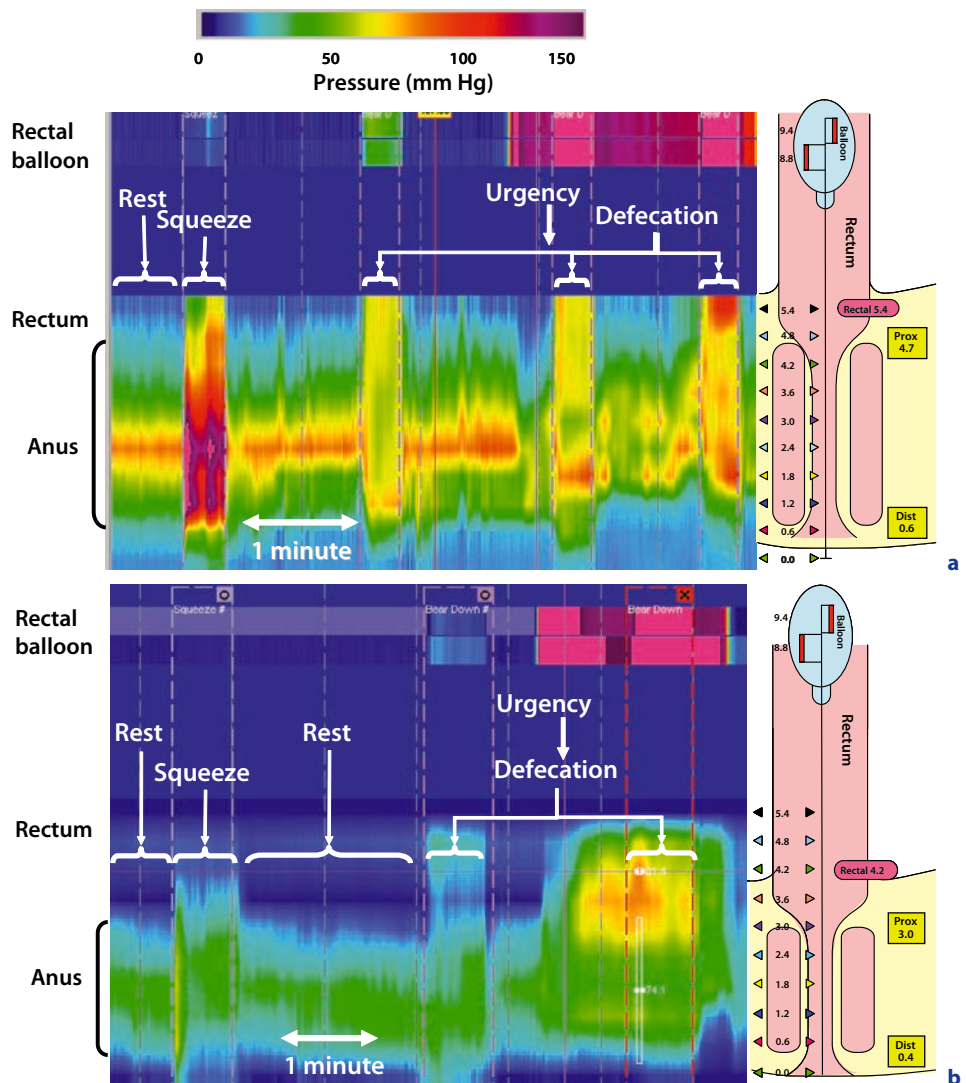 0 50 100 150
Pressure (mm Hg)
Rectal
balloon
Squeez
Bear D
Bear D
Bear D
Rest
Squeeze
Urgency
Defecation
Rectum
Anus
1 minute
9.4
8.8
Balloon
Rectum
5.4
4.8
4.2
3.6
3.0
2.4
1.8
1.2
0.6
0.0
Rectal 5.4
Prox
4.7
Dist
0.6
a
Rectal
balloon
Squeeze #
Bear Down #
Bear Down
Rest
Squeeze
Rest
Urgency
Defecation
Rectum
Anus
1 minute
74.1
9.4
8.8
Balloon
Rectum
5.4
4.8
4.2
3.6
3.0
2.4
1.8
1.2
0.6
0.0
Rectal 4.2
Prox
3.0
Dist
0.4
b